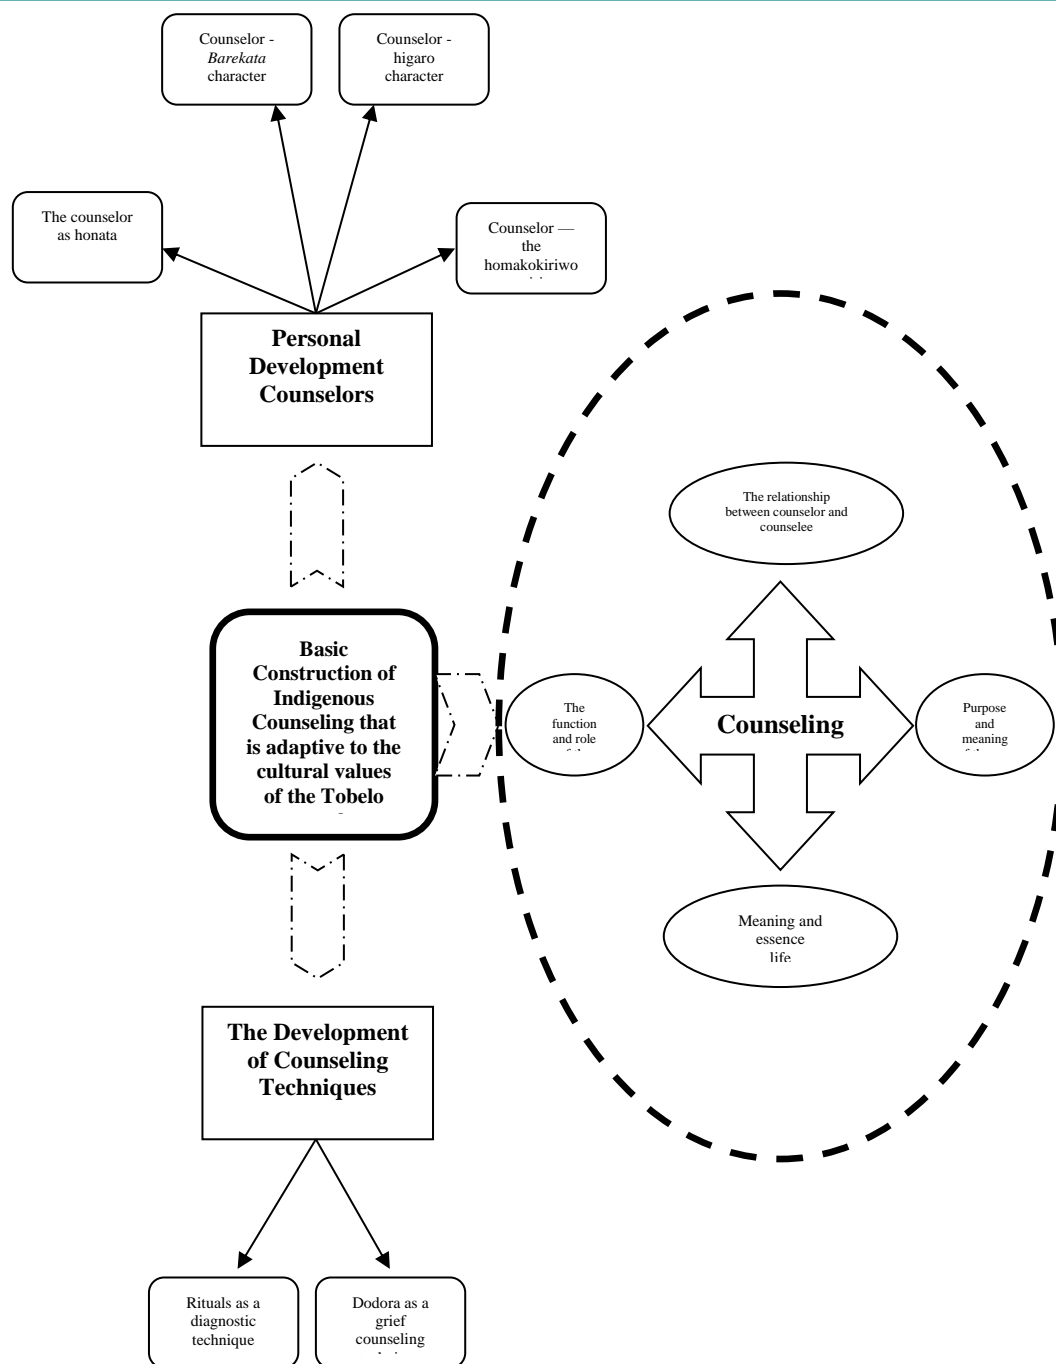 Counselor -
Barekata
character
Counselor -
higaro
character
The counselor
as honata
Counselor —
the
homakokiriwo
Personal
Development
Counselors
The relationship
between counselor and
counselee
Basic
Construction of
Indigenous
Counseling that
is adaptive to the
cultural values
of the Tobelo
The
function
and role
Counseling
Purpose
and
meaning
Meaning and
essence
life
The Development
of Counseling
Techniques
Rituals as a
diagnostic
technique
Dodora as a
grief
counseling